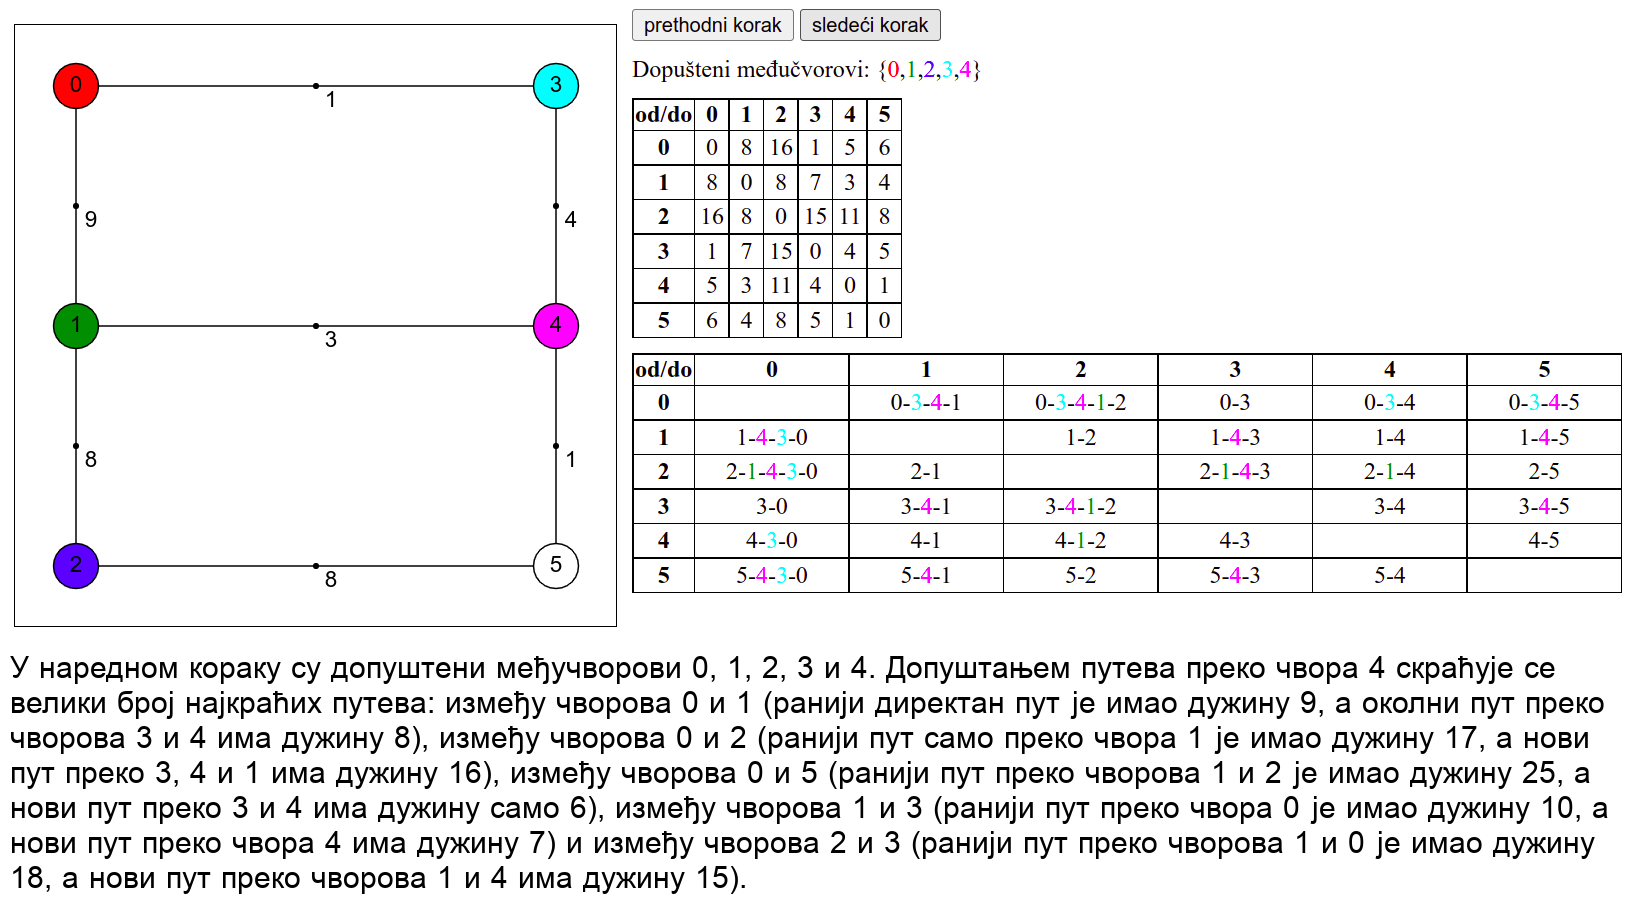 prethodni korak sledeći korak
Dopušteni međučvorovi: {0,1,2,3,4}
0 3
1
9 4
1 4
3
8 1
2 5
8
od/do 0 1 2 3 4 5
0 0 8 16 1 5 6
1 8 0 8 7 3 4
2 16 8 0 15 11 8
3 1 7 15 0 4 5
4 5 3 11 4 0 1
5 6 4 8 5 1 0
od/do 0 1 2 3 4 5
0 0-3-4-1 0-3-4-1-2 0-3 0-3-4 0-3-4-5
1 1-4-3-0 1-2 1-4-3 1-4 1-4-5
2 2-1-4-3-0 2-1 2-1-4-3 2-1-4 2-5
3 3-0 3-4-1 3-4-1-2 3-4 3-4-5
4 4-3-0 4-1 4-1-2 4-3 4-5
5 5-4-3-0 5-4-1 5-2 5-4-3 5-4
У наредном кораку су допуштени међучворови 0, 1, 2, 3 и 4. Допуштањем путева преко чвора 4 скраћује се
велики број најкраћих путева: између чворова 0 и 1 (ранији директан пут је имао дужину 9, а околни пут преко
чворова 3 и 4 има дужину 8), између чворова 0 и 2 (ранији пут само преко чвора 1 је имао дужину 17, а нови
пут преко 3, 4 и 1 има дужину 16), између чворова 0 и 5 (ранији пут преко чворова 1 и 2 је имао дужину 25, а
нови пут преко 3 и 4 има дужину само 6), између чворова 1 и 3 (ранији пут преко чвора 0 је имао дужину 10, а
нови пут преко чвора 4 има дужину 7) и између чворова 2 и 3 (ранији пут преко чворова 1 и 0 је имао дужину
18, а нови пут преко чворова 1 и 4 има дужину 15).